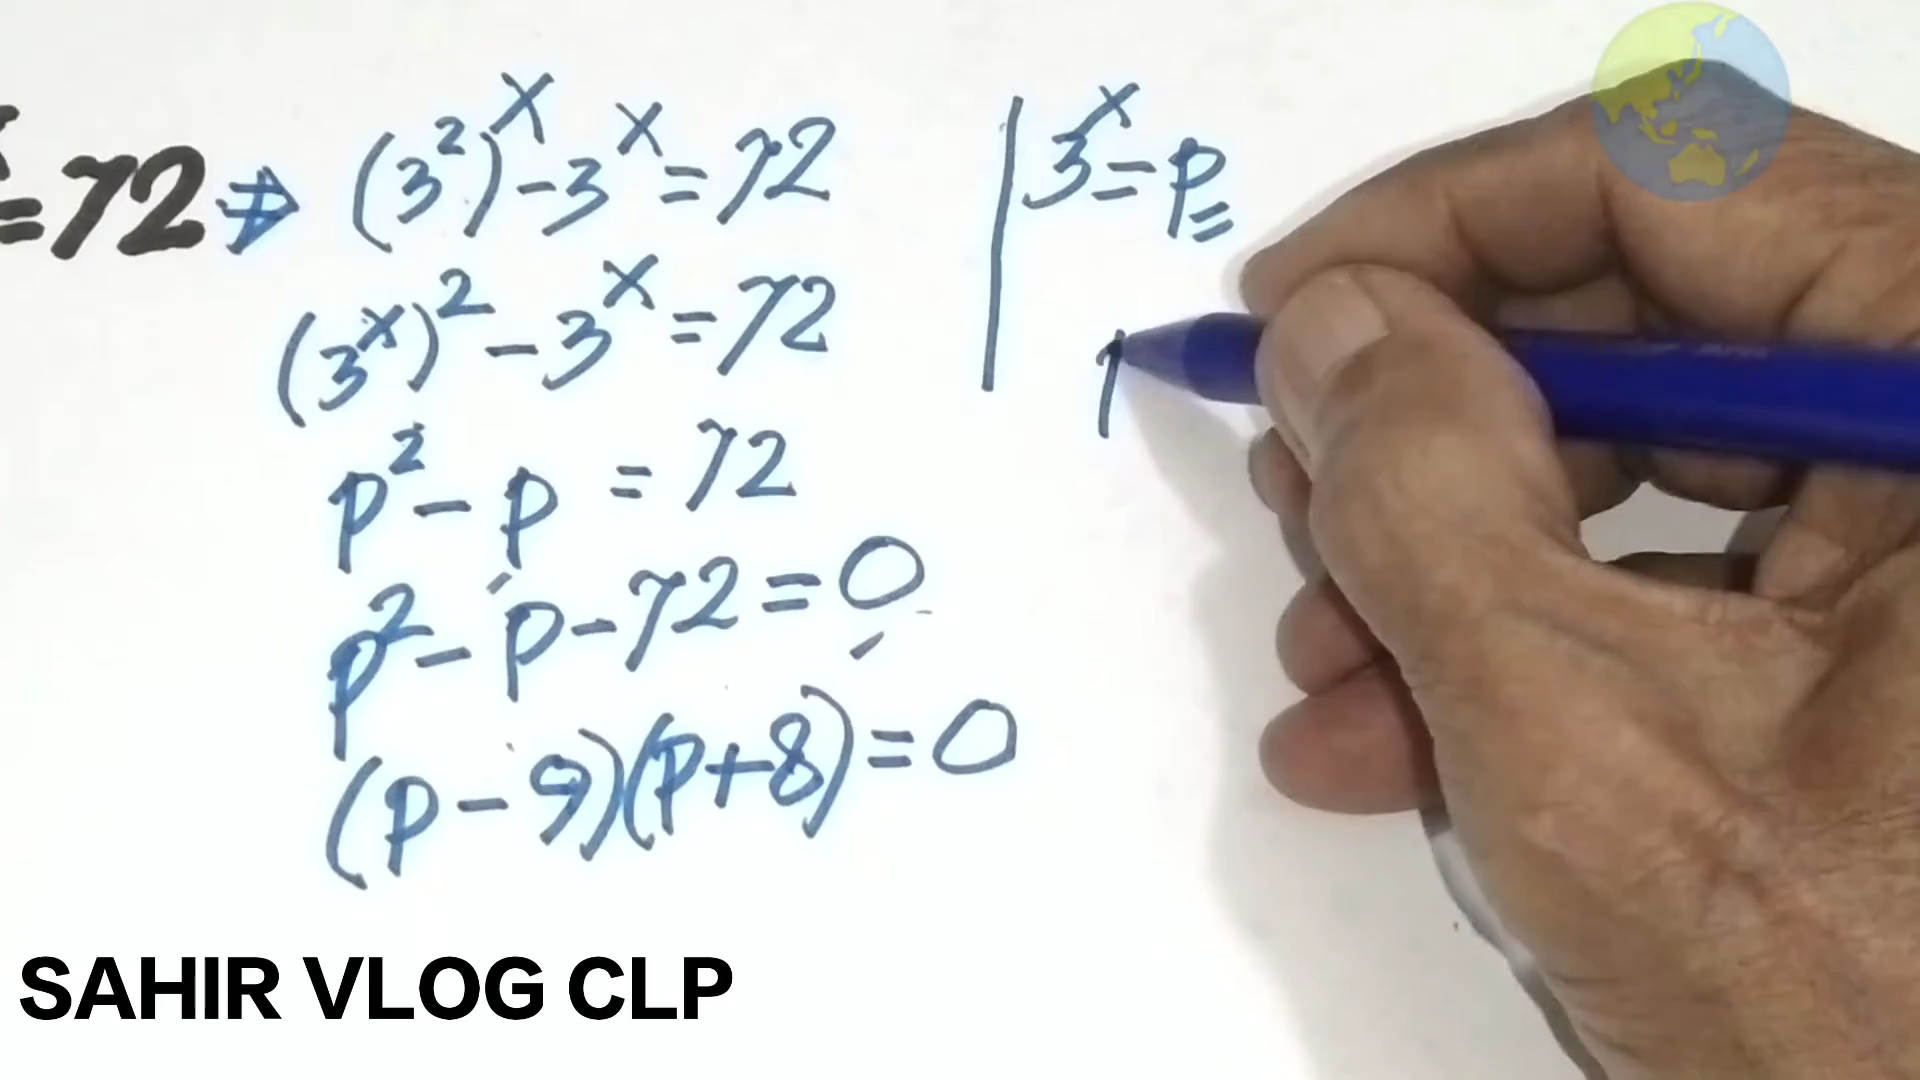 =72 ⇒ (3²)ˣ-3ˣ=72
(3ˣ)²-3ˣ=72
p²-p=72
p²-p-72=0
(p-9)(p+8)=0
3ˣ=p
SAHIR VLOG CLP